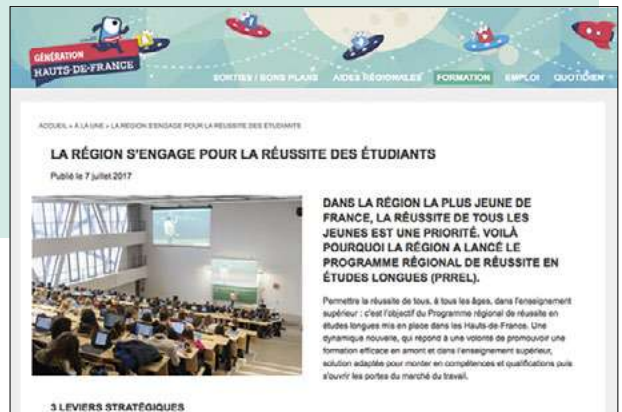 GÉNÉRATION
HAUTS-DE-FRANCE
SORTIES / BONS PLANS AIDES RÉGIONALES FORMATION EMPLOI QUOTIDIEN
ACCUEIL » A LA UNE » LA RÉGION S'ENGAGE POUR LA RÉUSSITE DES ÉTUDIANTS
LA RÉGION S'ENGAGE POUR LA RÉUSSITE DES ÉTUDIANTS
Publié le 7 juillet 2017
DANS LA RÉGION LA PLUS JEUNE DE
FRANCE, LA RÉUSSITE DE TOUS LES
JEUNES EST UNE PRIORITÉ. VOILÀ
POURQUOI LA RÉGION A LANCÉ LE
PROGRAMME RÉGIONAL DE RÉUSSITE EN
ÉTUDES LONGUES (PRREL).
Permettre la réussite de tous, à tous les âges, dans l'enseignement
supérieur : c'est l'objectif du Programme régional de réussite en
études longues mis en place dans les Hauts-de-France. Une
dynamique nouvelle, qui répond à une volonté de promouvoir une
formation efficace en amont et dans l'enseignement supérieur,
solution adaptée pour monter en compétences et qualifications puis
s'ouvrir les portes du marché du travail.
3 LEVIERS STRATÉGIQUES